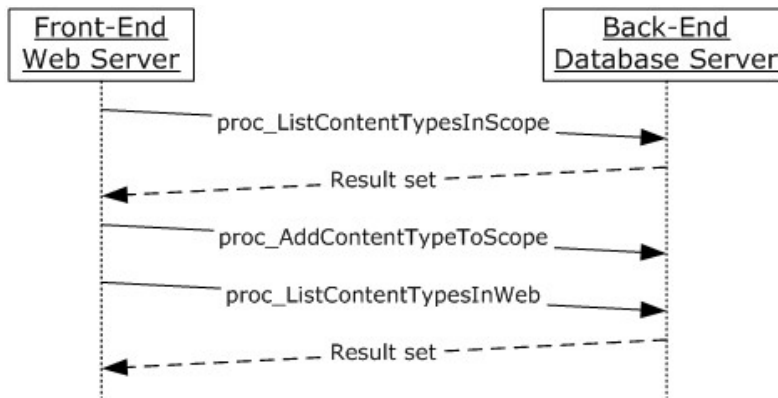 Front-End
Web Server
Back-End
Database Server
proc_ListContentTypesInScope
Result set
proc_AddContentTypeToScope
proc_ListContentTypesInWeb
Result set